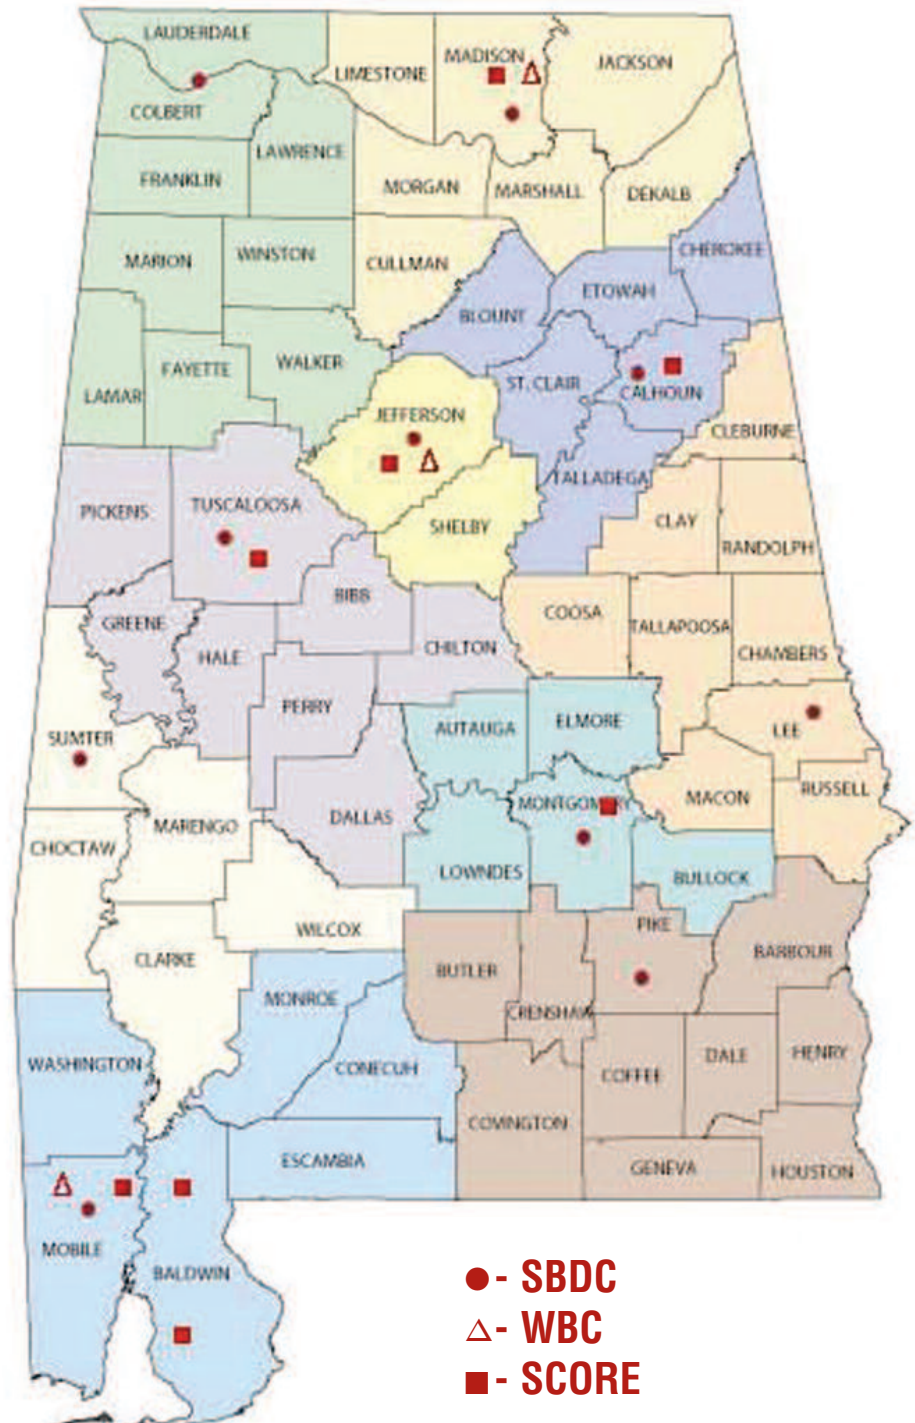 LAUDERDALE
LIMESTONE
MADISON
JACKSON
COLBERT
LAWRENCE
FRANKLIN
MORGAN
MARSHALL
DEKALB
MARION
WINSTON
CULLMAN
CHEROKEE
ETOWAH
BLOUNT
WALKER
FAYETTE
LAMAR
ST. CLAIR
CALHOUN
JEFFERSON
CLEBURNE
TALLADEGA
PICKENS
TUSCALOOSA
SHELBY
CLAY
RANDOLPH
BIBB
COOSA
TALLAPOOSA
GREENE
HALE
CHILTON
CHAMBERS
PERRY
AUTAUGA
ELMORE
LEE
SUMTER
RUSSELL
MACON
MONTGOMERY
DALLAS
MARENGO
CHOCTAW
LOWNDES
BULLOCK
WILCOX
PIKE
CLARKE
BUTLER
BARBOUR
MONROE
CRENSHAW
WASHINGTON
CONECUH
COFFEE
DALE
HENRY
COVINGTON
ESCAMBIA
GENEVA
HOUSTON
MOBILE
BALDWIN
- SBDC
- WBC
- SCORE